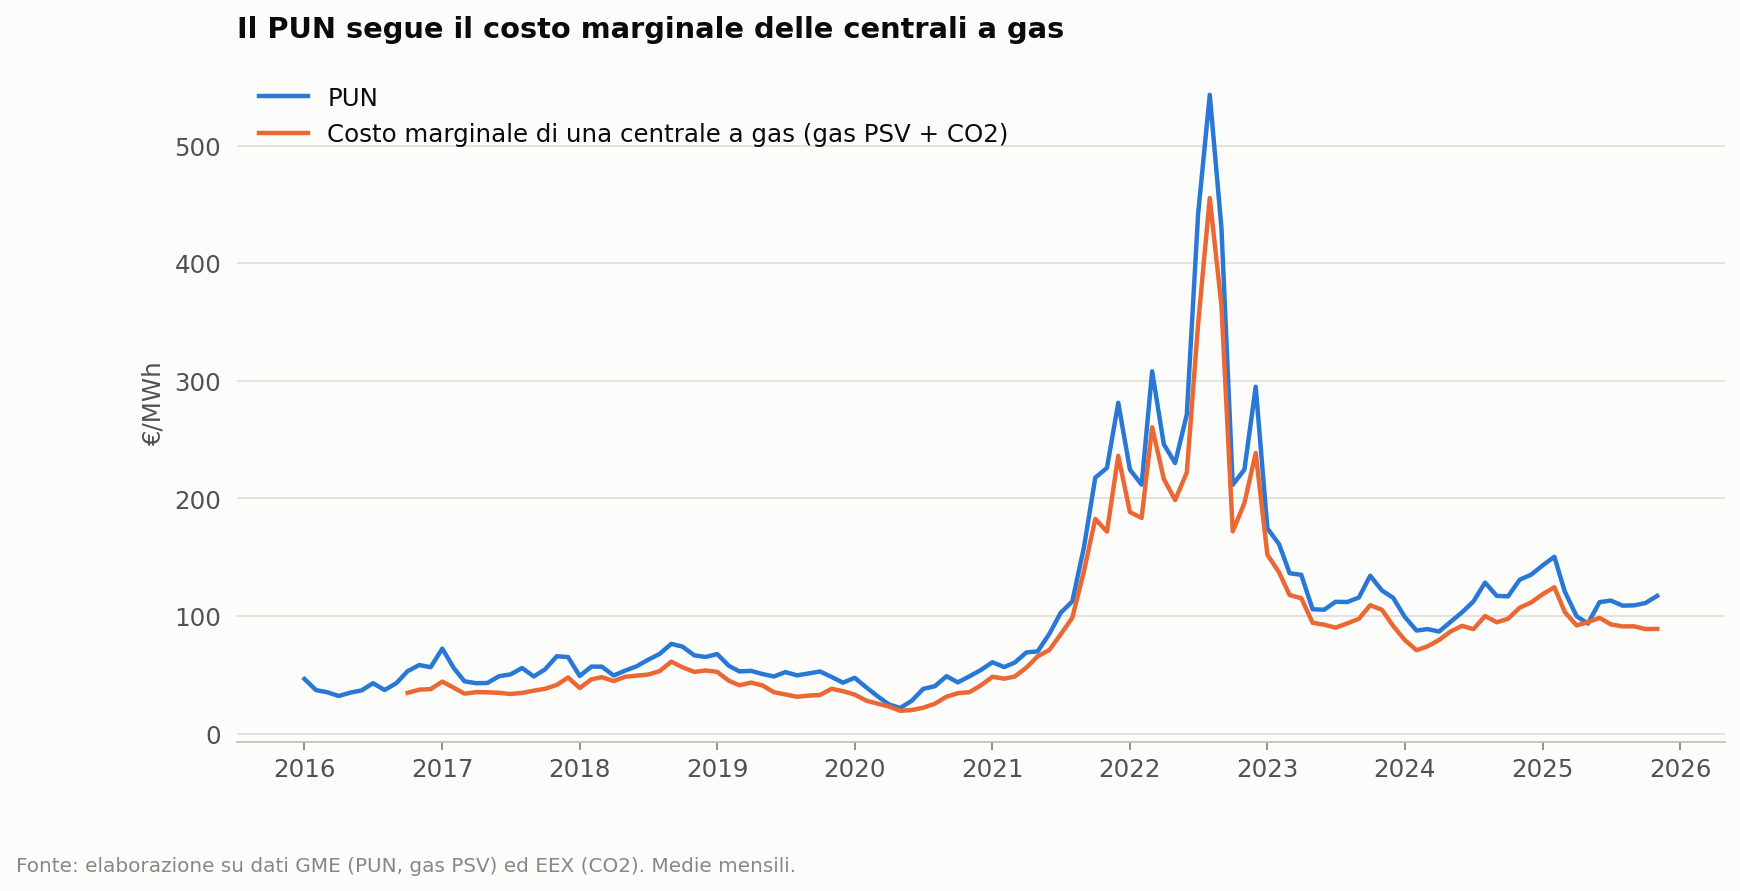 Il PUN segue il costo marginale delle centrali a gas
PUN
Costo marginale di una centrale a gas (gas PSV + CO2)
€/MWh
500
400
300
200
100
0
2016 2017 2018 2019 2020 2021 2022 2023 2024 2025 2026
Fonte: elaborazione su dati GME (PUN, gas PSV) ed EEX (CO2). Medie mensili.